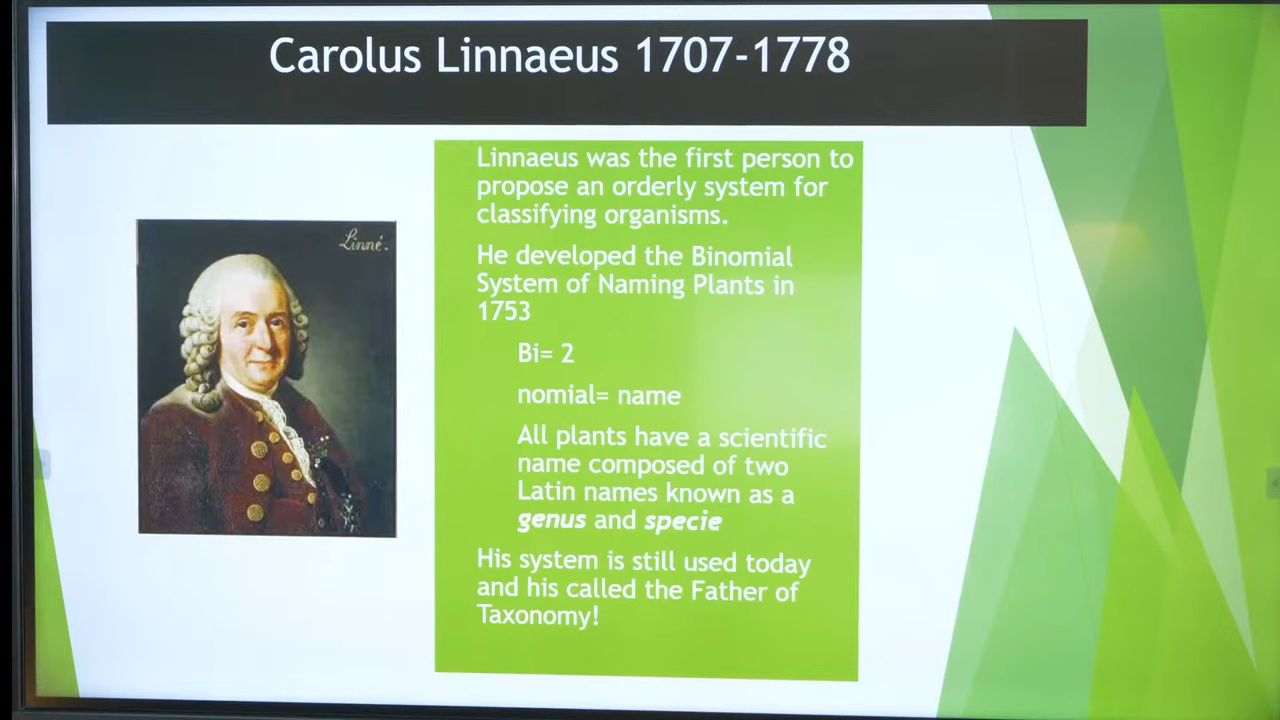 Carolus Linnaeus 1707-1778
Linné.
Linnaeus was the first person to
propose an orderly system for
classifying organisms.
He developed the Binomial
System of Naming Plants in
1753
Bi= 2
nomial= name
All plants have a scientific
name composed of two
Latin names known as a
genus and specie
His system is still used today
and his called the Father of
Taxonomy!